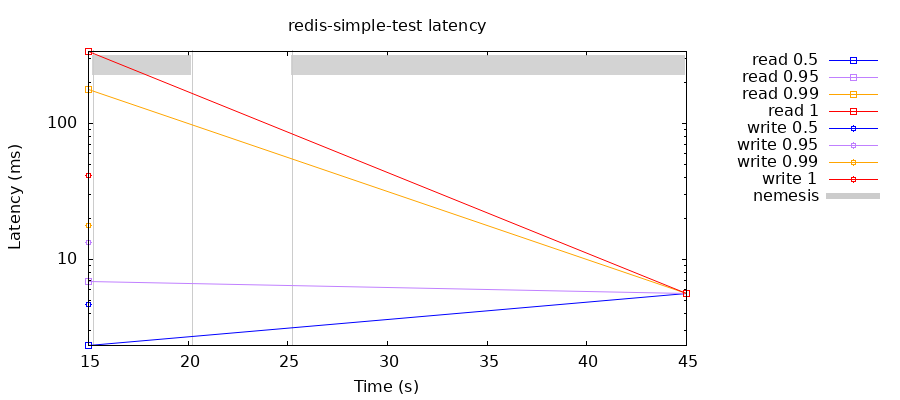 redis-simple-test latency
Latency (ms)
100
10
15 20 25 30 35 40 45
Time (s)
read 0.5
read 0.95
read 0.99
read 1
write 0.5
write 0.95
write 0.99
write 1
nemesis